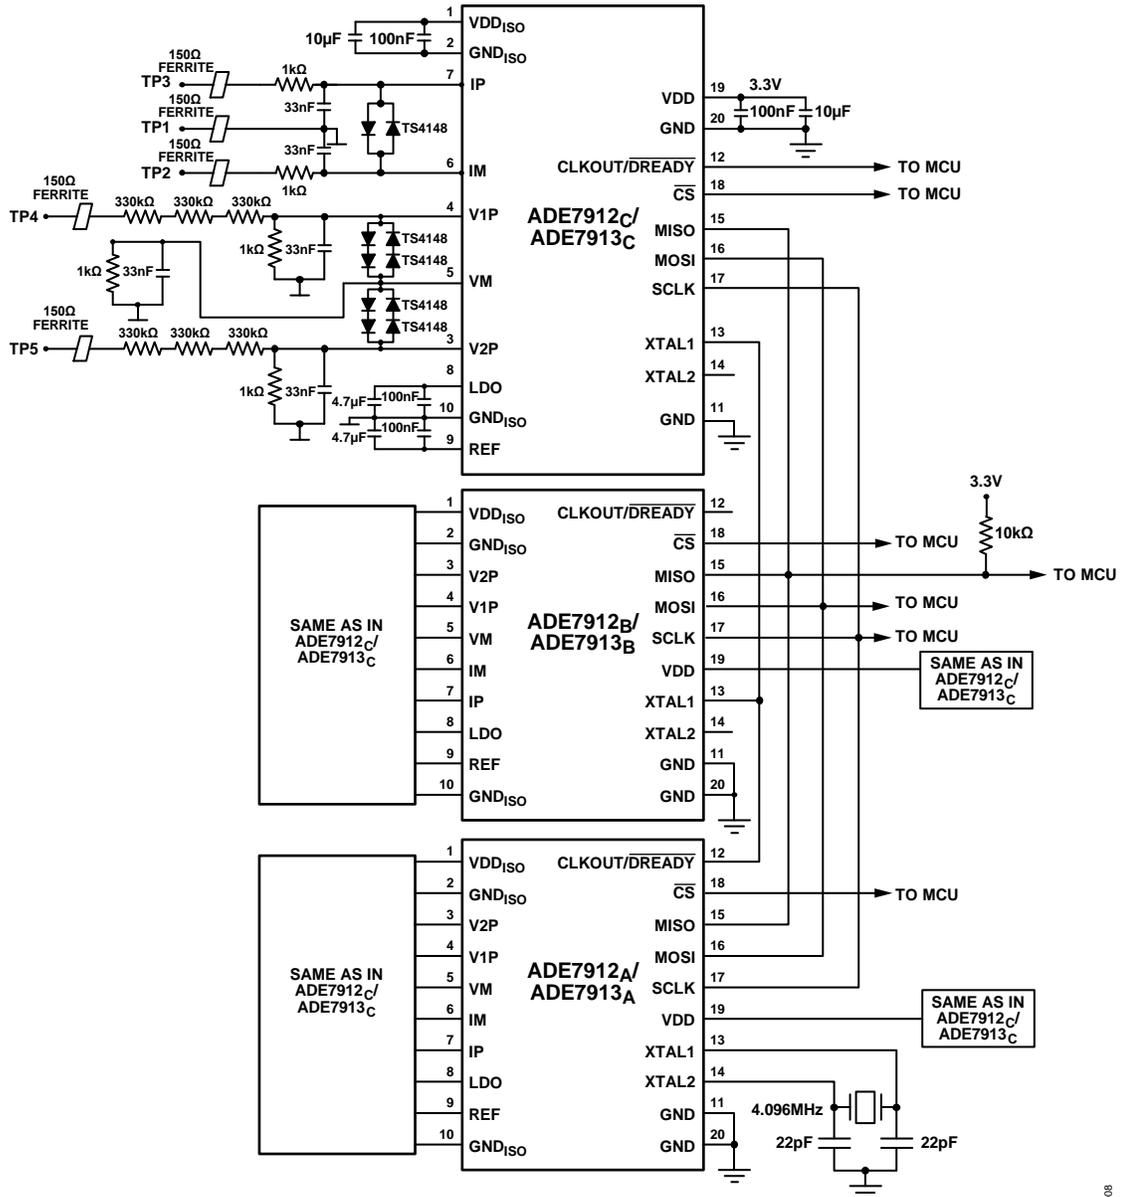 1
VDDISO
10µF
100nF
2
GNDISO
150Ω
FERRITE
TP3
1kΩ
7
IP
33nF
150Ω
FERRITE
TP1
TS4148
33nF
150Ω
FERRITE
TP2
1kΩ
6
IM
150Ω
FERRITE
TP4
330kΩ
330kΩ
330kΩ
4
V1P
1kΩ
33nF
TS4148
TS4148
1kΩ
33nF
5
VM
TS4148
TS4148
150Ω
FERRITE
TP5
330kΩ
330kΩ
330kΩ
3
V2P
1kΩ
33nF
8
LDO
4.7µF
100nF
10
GNDISO
4.7µF
100nF
9
REF
ADE7912C/
ADE7913C
VDD
19
3.3V
100nF
10µF
GND
20
CLKOUT/DREADY
12
TO MCU
CS
18
TO MCU
MISO
15
MOSI
16
SCLK
17
XTAL1
13
XTAL2
14
GND
11
SAME AS IN
ADE7912C/
ADE7913C
1
VDDISO
2
GNDISO
3
V2P
4
V1P
5
VM
6
IM
7
IP
8
LDO
9
REF
10
GNDISO
ADE7912B/
ADE7913B
CLKOUT/DREADY
12
CS
18
TO MCU
MISO
15
3.3V
10kΩ
TO MCU
MOSI
16
TO MCU
SCLK
17
TO MCU
VDD
19
SAME AS IN
ADE7912C/
ADE7913C
XTAL1
13
XTAL2
14
GND
11
GND
20
SAME AS IN
ADE7912C/
ADE7913C
1
VDDISO
2
GNDISO
3
V2P
4
V1P
5
VM
6
IM
7
IP
8
LDO
9
REF
10
GNDISO
ADE7912A/
ADE7913A
CLKOUT/DREADY
12
CS
18
TO MCU
MISO
15
MOSI
16
SCLK
17
VDD
19
SAME AS IN
ADE7912C/
ADE7913C
XTAL1
13
XTAL2
14
GND
11
GND
20
4.096MHz
22pF
22pF
08